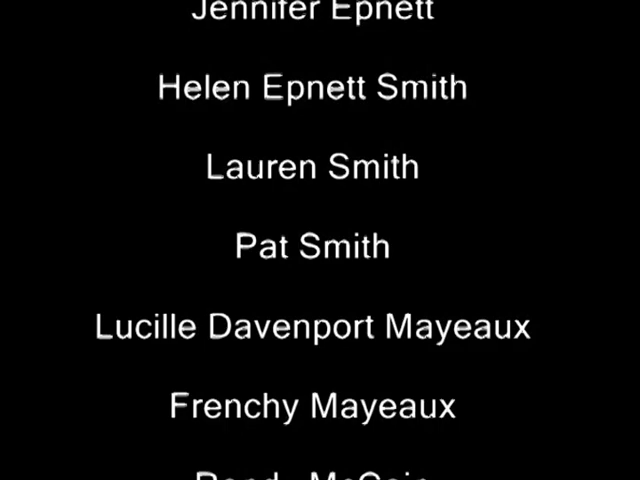 Jennifer Epnett
Helen Epnett Smith
Lauren Smith
Pat Smith
Lucille Davenport Mayeaux
Frenchy Mayeaux